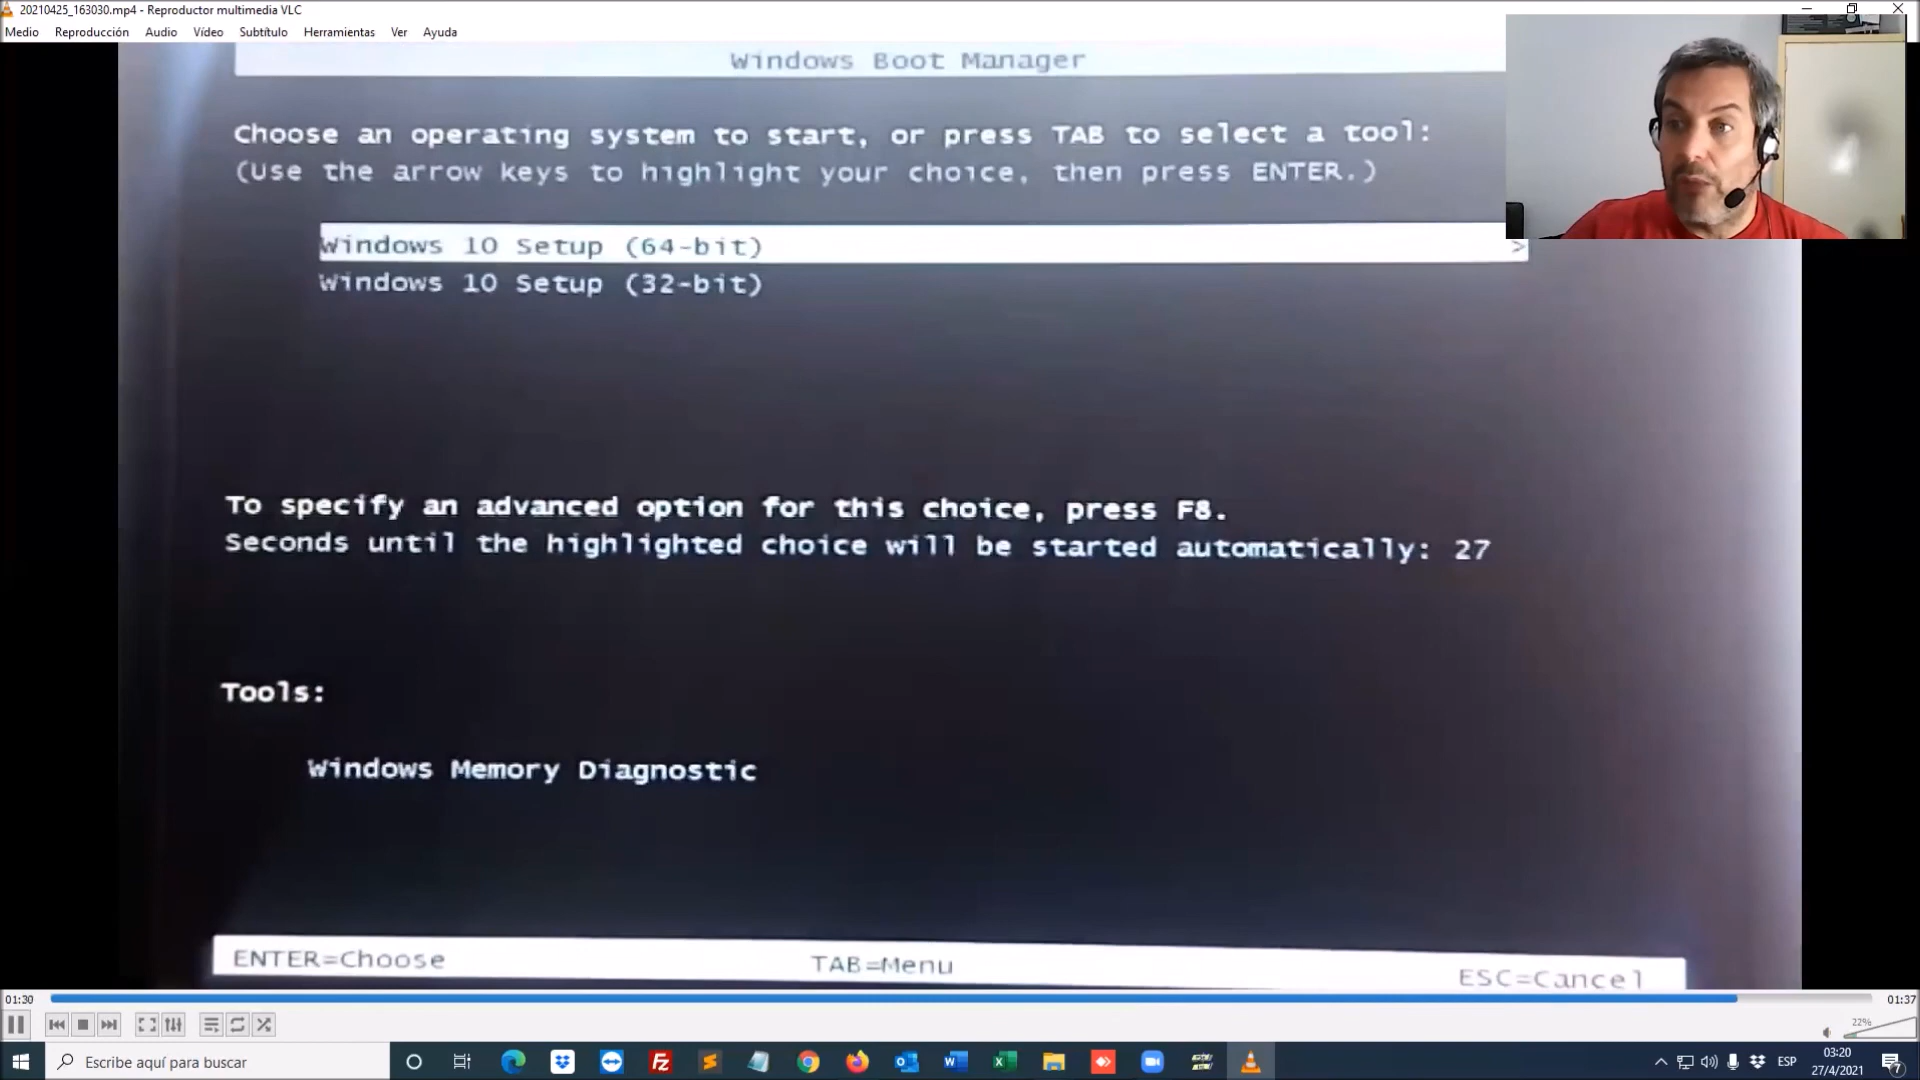 20210425_163030.mp4 - Reproductor multimedia VLC
Medio Reproducción Audio Vídeo Subtítulo Herramientas Ver Ayuda
Windows Boot Manager
Choose an operating system to start, or press TAB to select a tool:
(Use the arrow keys to highlight your choice, then press ENTER.)
Windows 10 Setup (64-bit) >
Windows 10 Setup (32-bit)
To specify an advanced option for this choice, press F8.
Seconds until the highlighted choice will be started automatically: 27
Tools:
Windows Memory Diagnostic
ENTER=Choose TAB=Menu ESC=Cancel
01:30 01:37
22%
Escribe aquí para buscar
ESP
03:20
27/4/2021
7